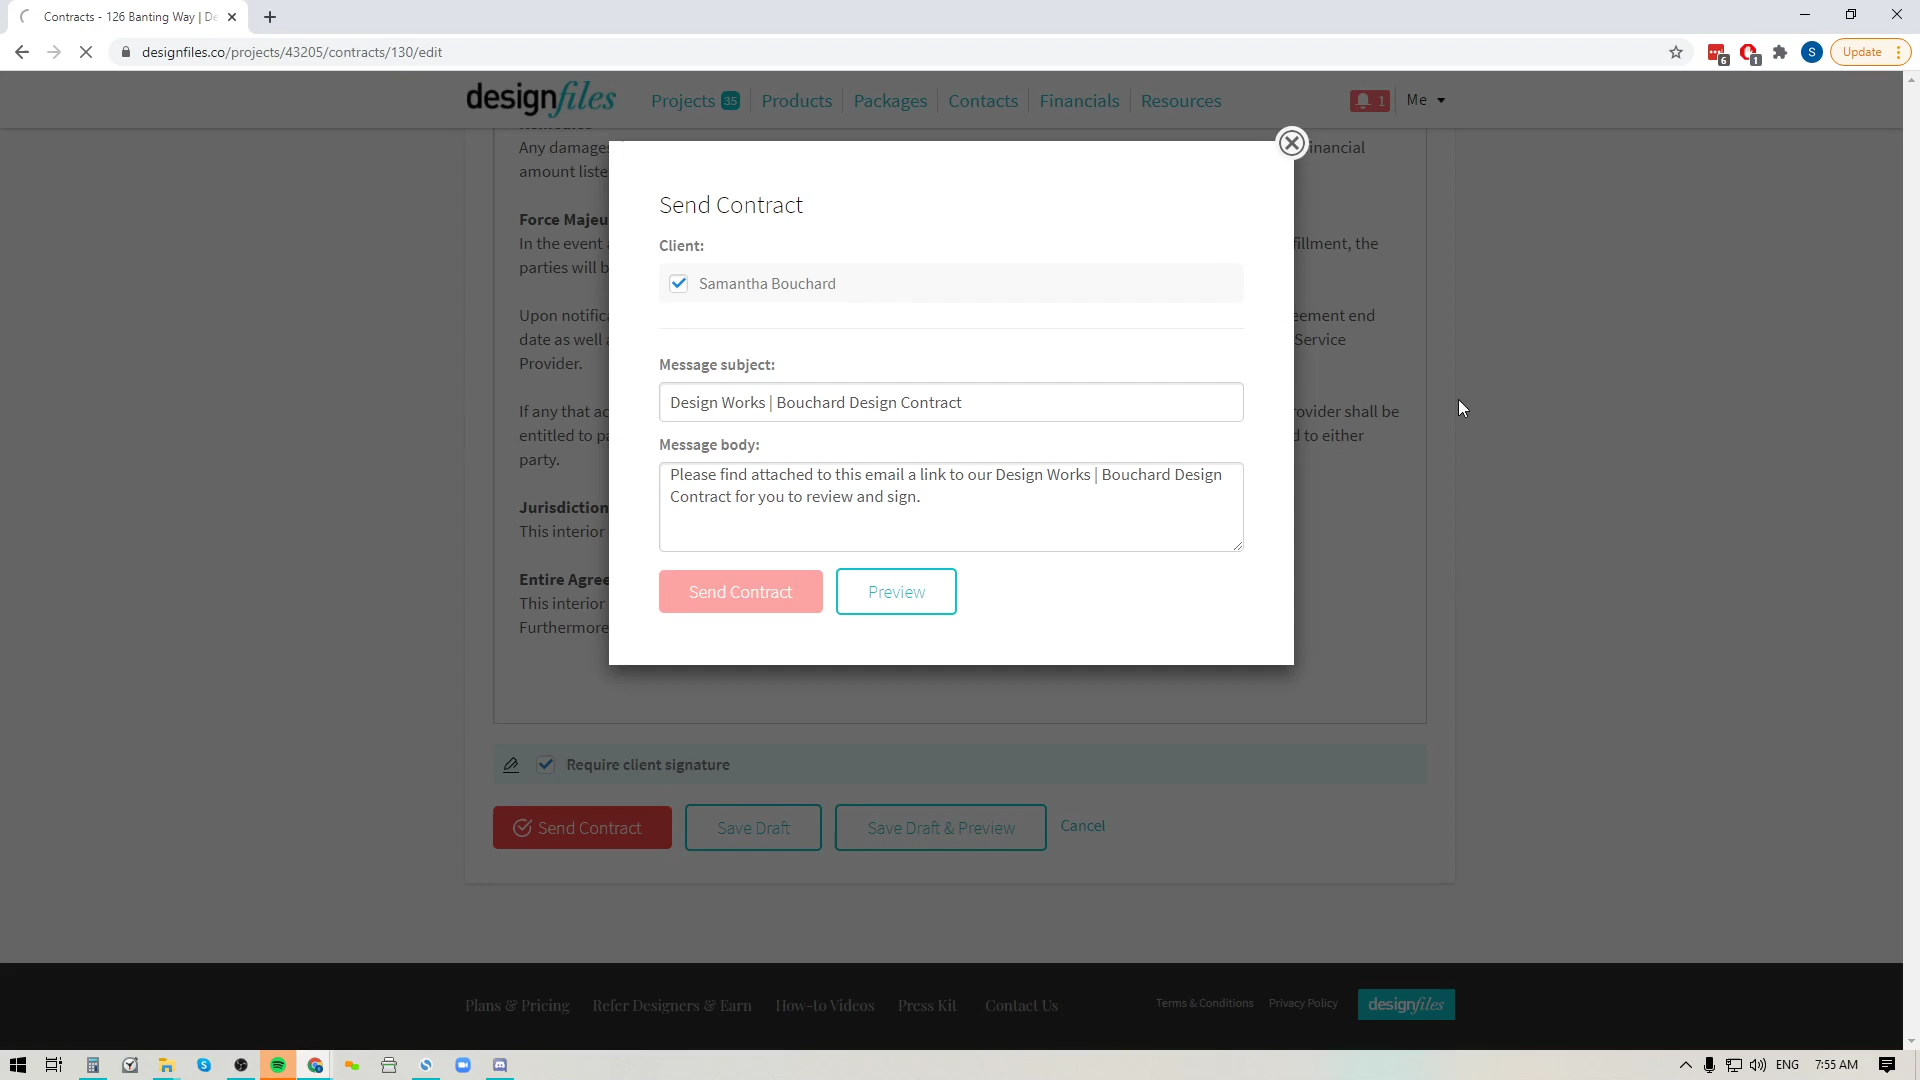 Contracts - 126 Banting Way | De
designfiles.co/projects/43205/contracts/130/edit
6
1
S
Update
designfiles
Projects 35
Products
Packages
Contacts
Financials
Resources
1
Me
Any damages
inancial
amount liste
Force Majeu
In the event
fillment, the
parties will b
Upon notific
eement end
date as well
Service
Provider.
If any that ac
rovider shall be
entitled to pa
d to either
party.
Jurisdiction
This interior
Entire Agree
This interior
Furthermore
Send Contract
Client:
Samantha Bouchard
Message subject:
Design Works | Bouchard Design Contract
Message body:
Please find attached to this email a link to our Design Works | Bouchard Design
Contract for you to review and sign.
Send Contract
Preview
Require client signature
Send Contract
Save Draft
Save Draft & Preview
Cancel
Plans & Pricing
Refer Designers & Earn
How-to Videos
Press Kit
Contact Us
Terms & Conditions
Privacy Policy
designfiles
ENG
7:55 AM